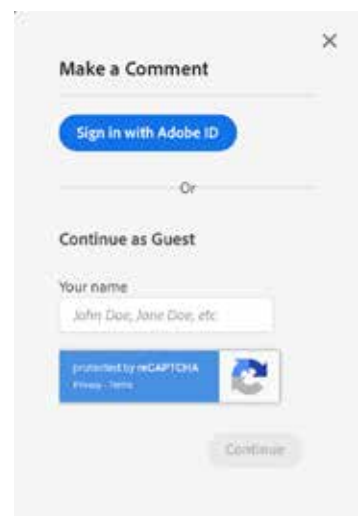 Make a Comment
Sign in with Adobe ID
Or
Continue as Guest
Your name
John Doe, Jane Doe, etc.
protected by reCAPTCHA
Privacy - Terms
Continue